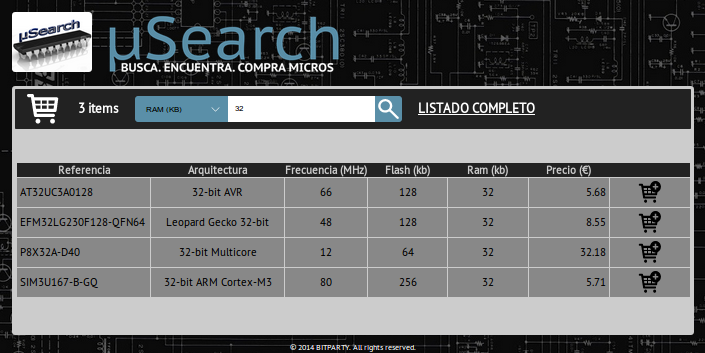 µSearch
µSearch
BUSCA. ENCUENTRA. COMPRA MICROS
3 items RAM (KB) 32 LISTADO COMPLETO
Referencia Arquitectura Frecuencia (MHz) Flash (kb) Ram (kb) Precio (€)
AT32UC3A0128 32-bit AVR 66 128 32 5.68
EFM32LG230F128-QFN64 Leopard Gecko 32-bit 48 128 32 8.55
P8X32A-D40 32-bit Multicore 12 64 32 32.18
SIM3U167-B-GQ 32-bit ARM Cortex-M3 80 256 32 5.71
© 2014 BITPARTY. All rights reserved.